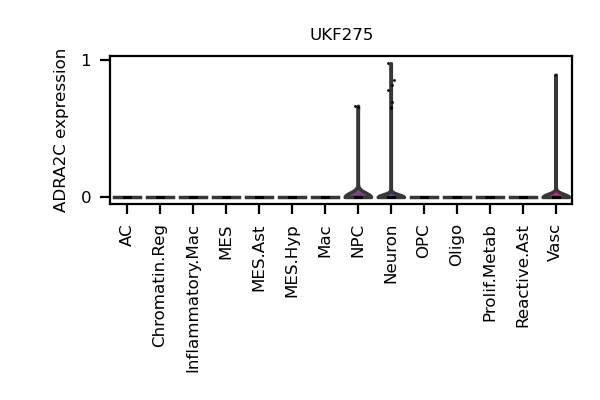 UKF275
ADRA2C expression
1
0
AC
Chromatin.Reg
Inflammatory.Mac
MES
MES.Ast
MES.Hyp
Mac
NPC
Neuron
OPC
Oligo
Prolif.Metab
Reactive.Ast
Vasc